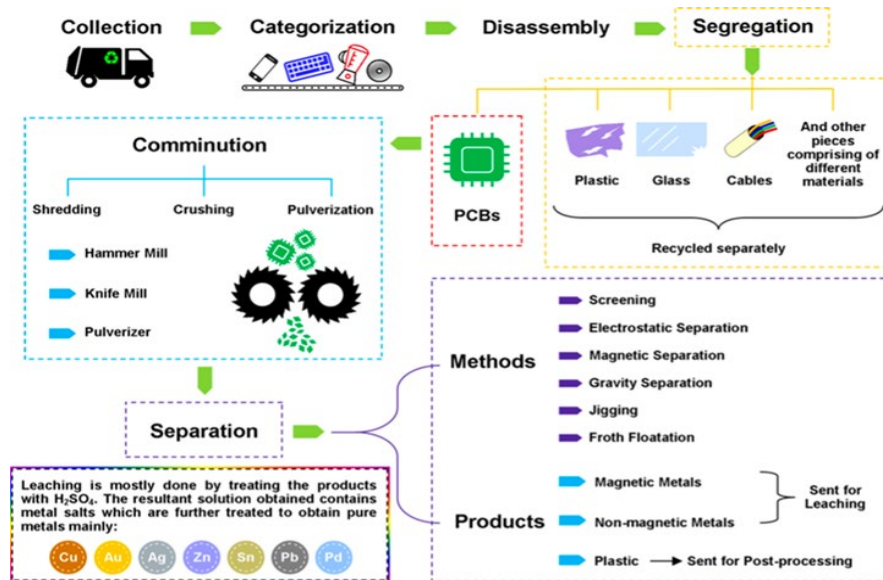 Collection
Categorization
Disassembly
Segregation
Plastic
Glass
Cables
And other
pieces
comprising of
different
materials
Recycled separately
PCBs
Comminution
Shredding
Crushing
Pulverization
Hammer Mill
Knife Mill
Pulverizer
Separation
Methods
Screening
Electrostatic Separation
Magnetic Separation
Gravity Separation
Jigging
Froth Floatation
Products
Magnetic Metals
Non-magnetic Metals
Sent for
Leaching
Plastic
Sent for Post-processing
Leaching is mostly done by treating the products
with H₂SO₄. The resultant solution obtained contains
metal salts which are further treated to obtain pure
metals mainly:
Cu Au Ag Zn Sn Pb Pd